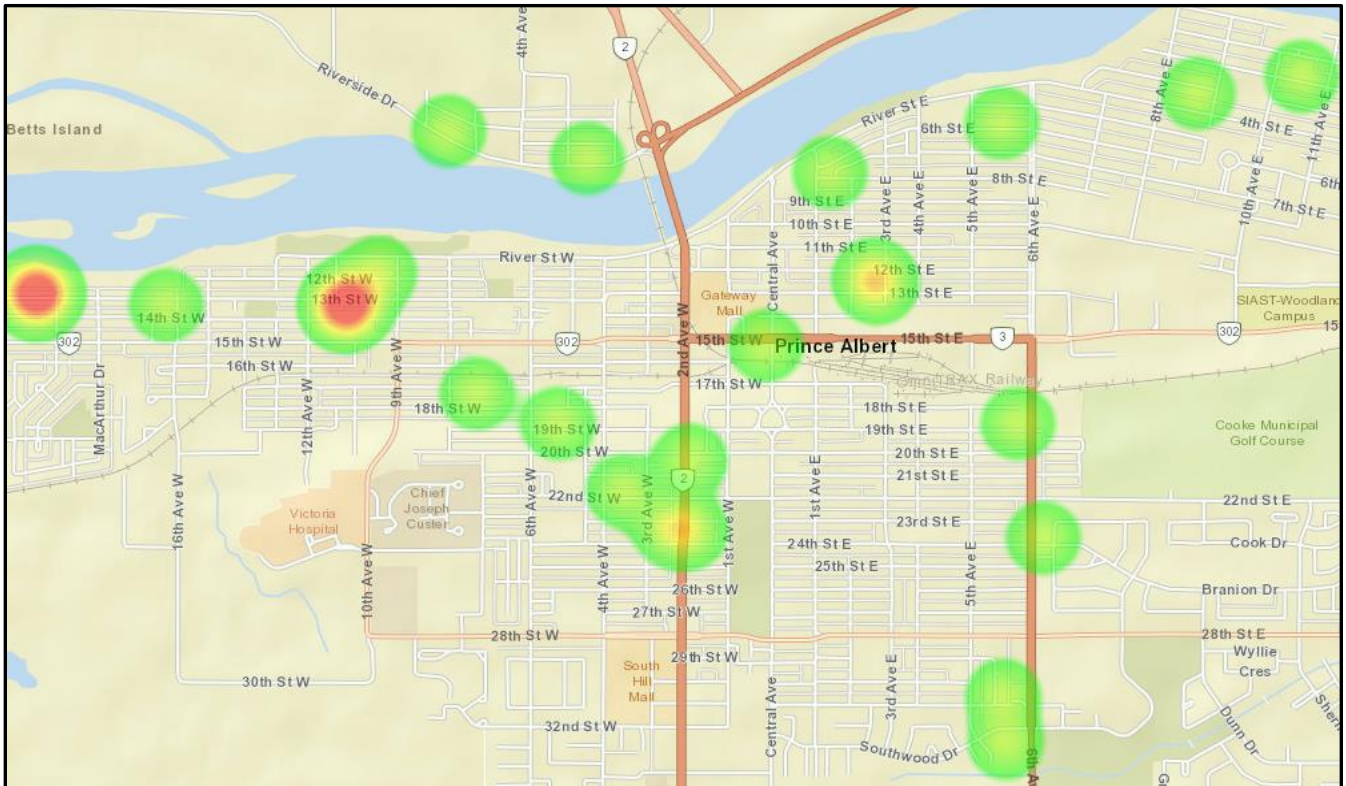 4th Ave
2
Riverside Dr
8th Ave E
River St E
6th St E
4th St E
11th Ave E
Betts Island
8th St E
10th Ave E
6th
9th St E
3rd Ave E
4th Ave E
5th Ave E
7th St E
6th Ave E
10th St E
11th St E
Central Ave
River St W
12th St W
12th St E
13th St W
13th St E
Gateway
Mall
SIAST-Woodland
Campus
14th St W
302
15th St W
302
2nd Ave W
15th St W
Prince Albert
15th St E
3
302
15
16th St W
MacArthur Dr
9th Ave W
17th St W
OmniTRAX Railway
18th St W
12th Ave W
18th St E
19th St W
19th St E
Cooke Municipal
Golf Course
20th St W
20th St E
2
21st St E
16th Ave W
6th Ave W
22nd St W
3rd Ave W
1st Ave W
1st Ave E
22nd St E
Chief
Joseph
Custer
Victoria
Hospital
23rd St E
24th St E
Cook Dr
25th St E
10th Ave W
4th Ave W
5th Ave E
26th St W
Branion Dr
27th St W
28th St W
28th St E
29th St W
Wyllie
Cres
South
Hill
Mall
30th St W
Central Ave
3rd Ave E
32nd St W
Southwood Dr
6th Av
Dunn Dr
Sherm